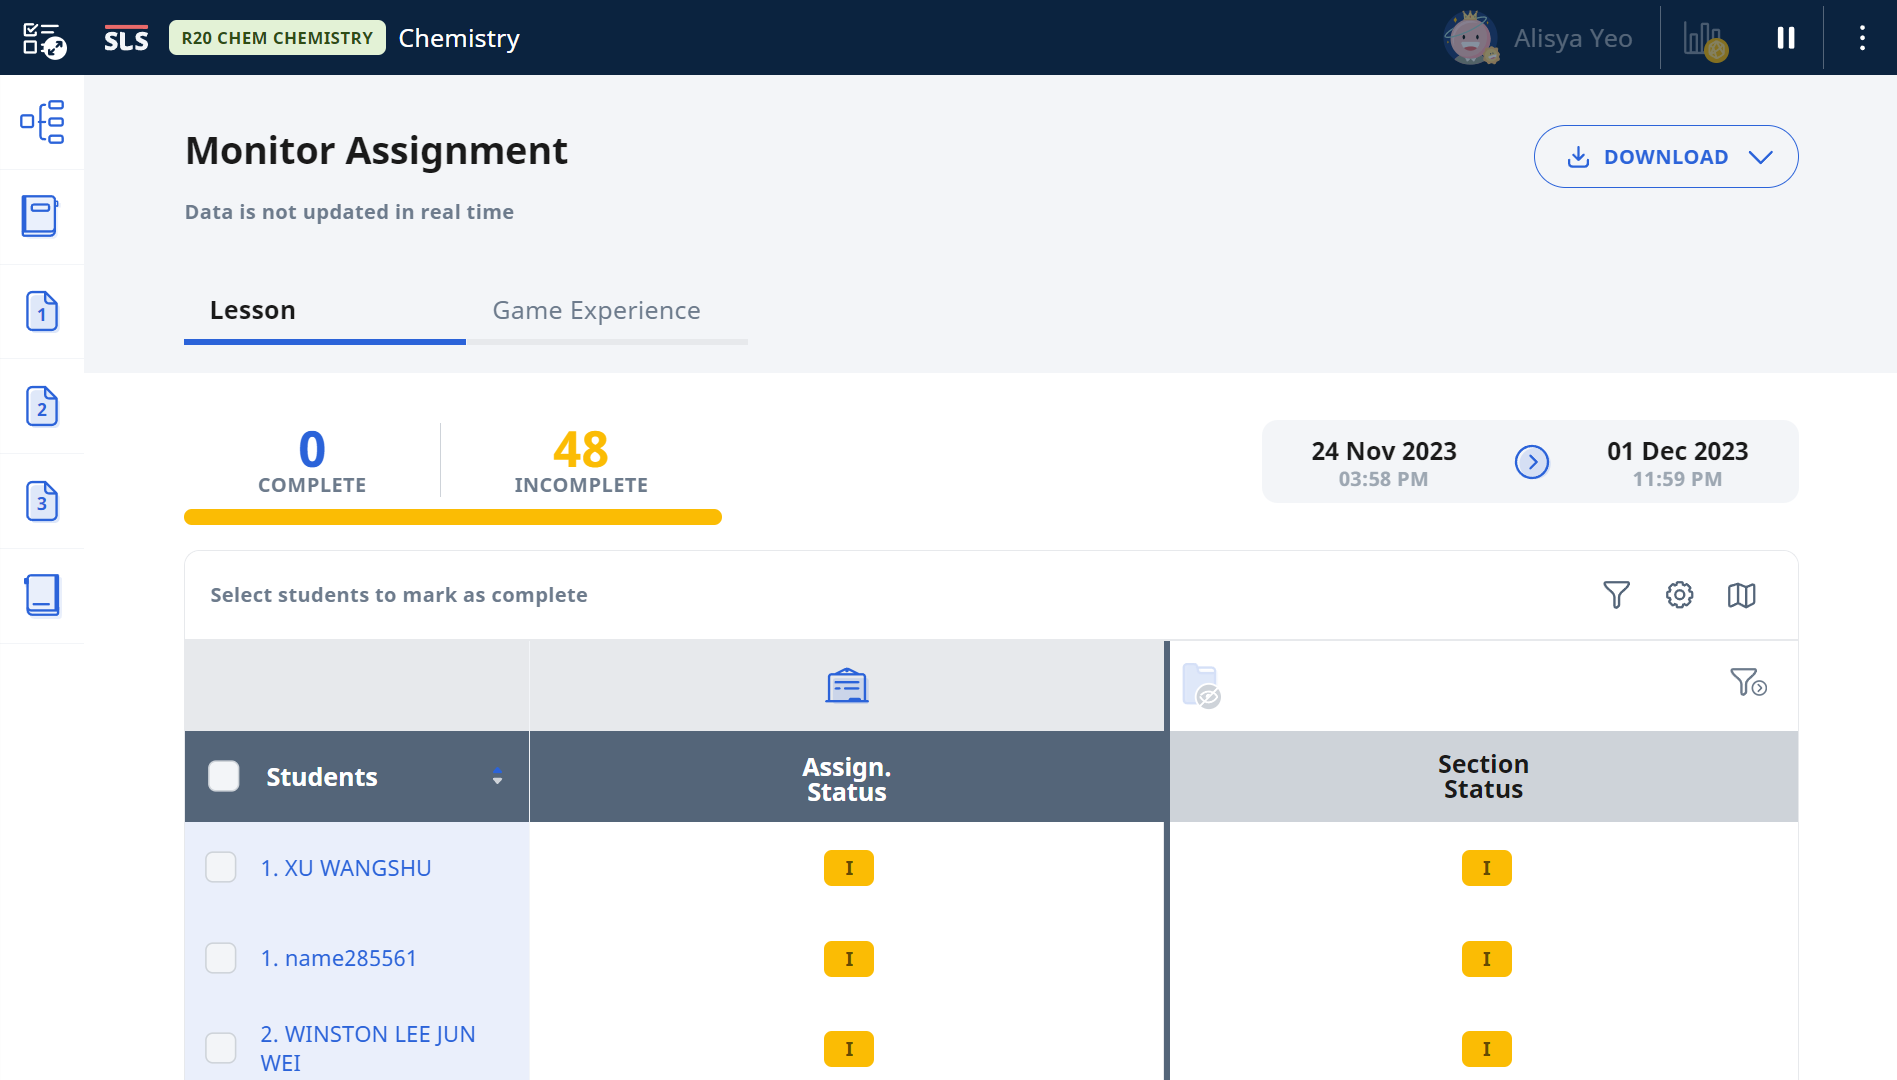 SLS
R20 CHEM CHEMISTRY
Chemistry
Alisya Yeo
Monitor Assignment
DOWNLOAD
Data is not updated in real time
Lesson
Game Experience
1
2
3
0
COMPLETE
48
INCOMPLETE
24 Nov 2023
03:58 PM
01 Dec 2023
11:59 PM
Select students to mark as complete
Students
Assign.
Status
Section
Status
1. XU WANGSHU
I
I
1. name285561
I
I
2. WINSTON LEE JUN
WEI
I
I